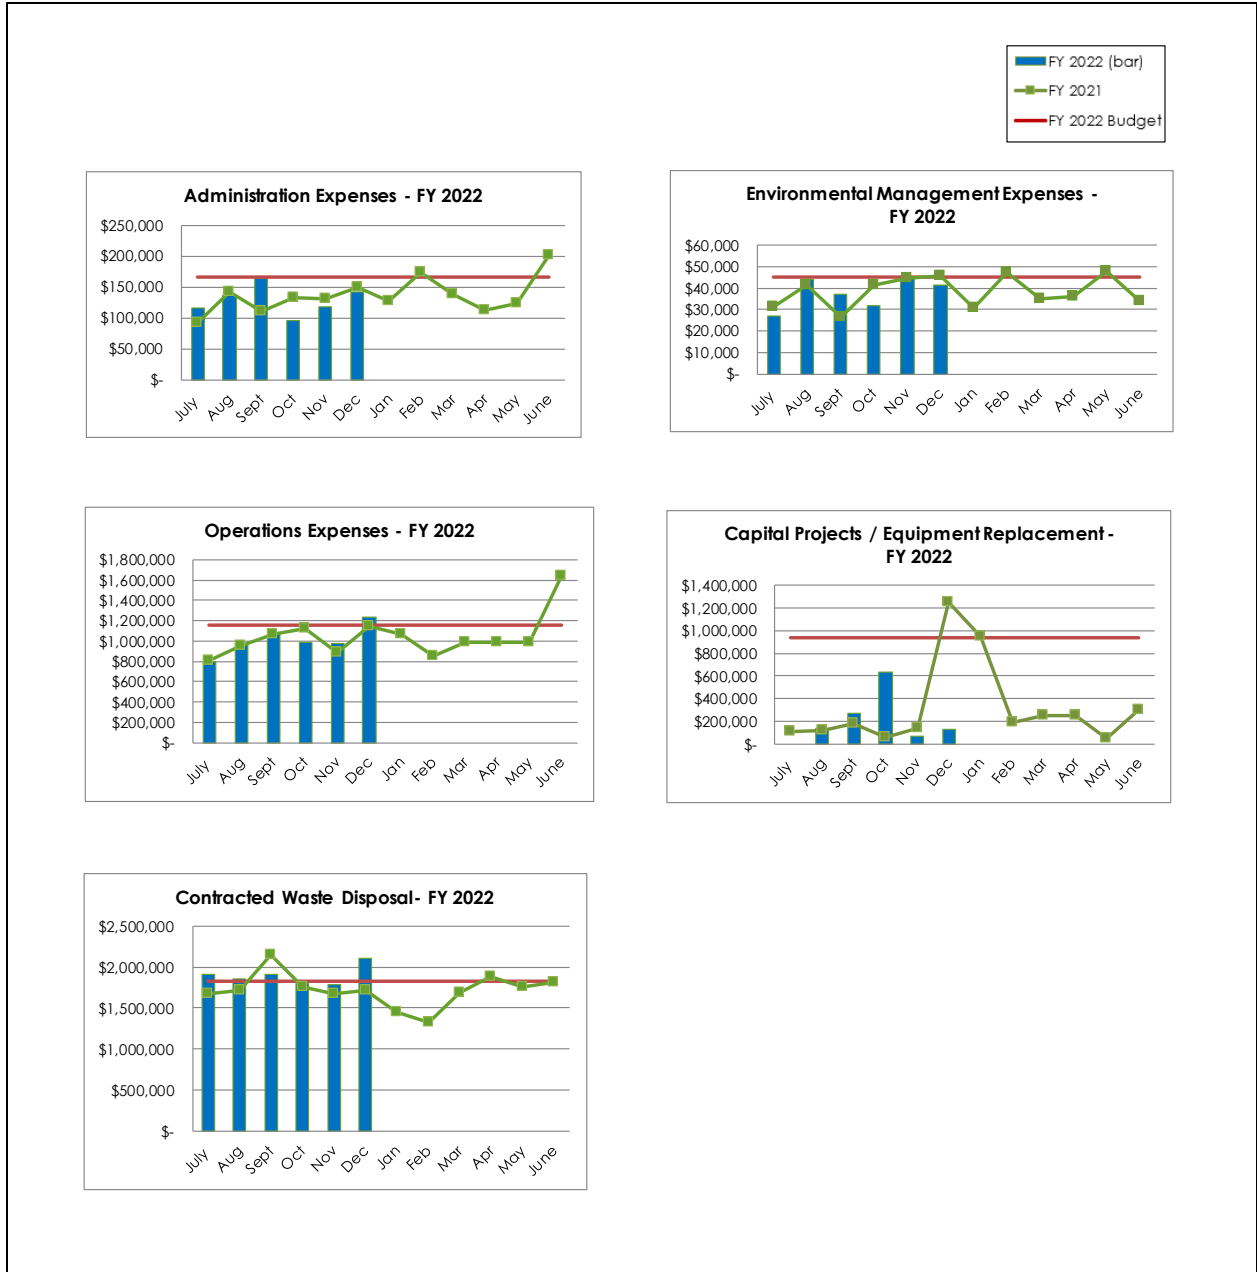 FY 2022 (bar)
FY 2021
FY 2022 Budget
Administration Expenses - FY 2022
$250,000
$200,000
$150,000
$100,000
$50,000
$-
July Aug Sept Oct Nov Dec Jan Feb Mar Apr May June
Environmental Management Expenses -
FY 2022
$60,000
$50,000
$40,000
$30,000
$20,000
$10,000
$-
July Aug Sept Oct Nov Dec Jan Feb Mar Apr May June
Operations Expenses - FY 2022
$1,800,000
$1,600,000
$1,400,000
$1,200,000
$1,000,000
$800,000
$600,000
$400,000
$200,000
$-
July Aug Sept Oct Nov Dec Jan Feb Mar Apr May June
Capital Projects / Equipment Replacement -
FY 2022
$1,400,000
$1,200,000
$1,000,000
$800,000
$600,000
$400,000
$200,000
$-
July Aug Sept Oct Nov Dec Jan Feb Mar Apr May June
Contracted Waste Disposal- FY 2022
$2,500,000
$2,000,000
$1,500,000
$1,000,000
$500,000
$-
July Aug Sept Oct Nov Dec Jan Feb Mar Apr May June